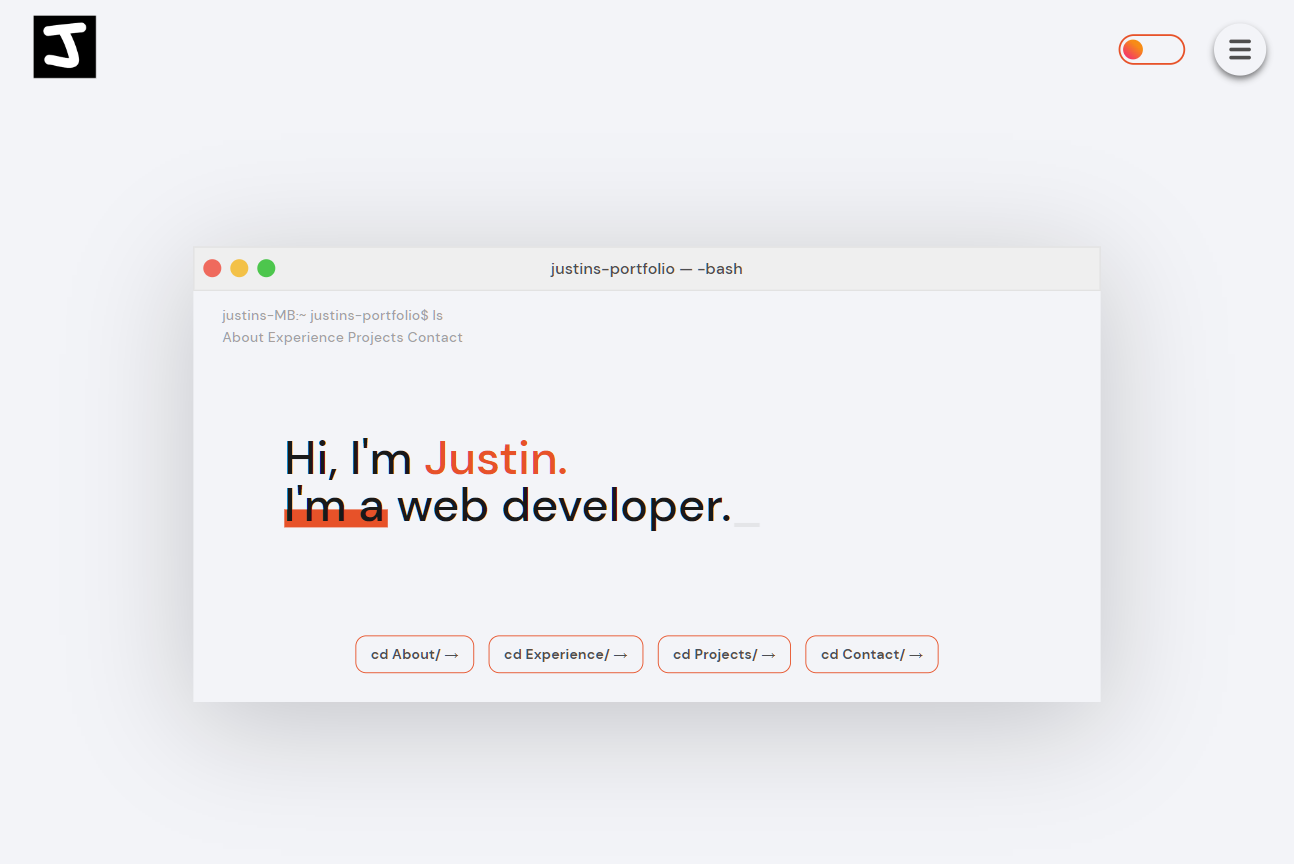 J
justins-portfolio — -bash
justins-MB:~ justins-portfolio$ ls
About Experience Projects Contact
Hi, I'm Justin.
I'm a web developer._
cd About/ →
cd Experience/ →
cd Projects/ →
cd Contact/ →